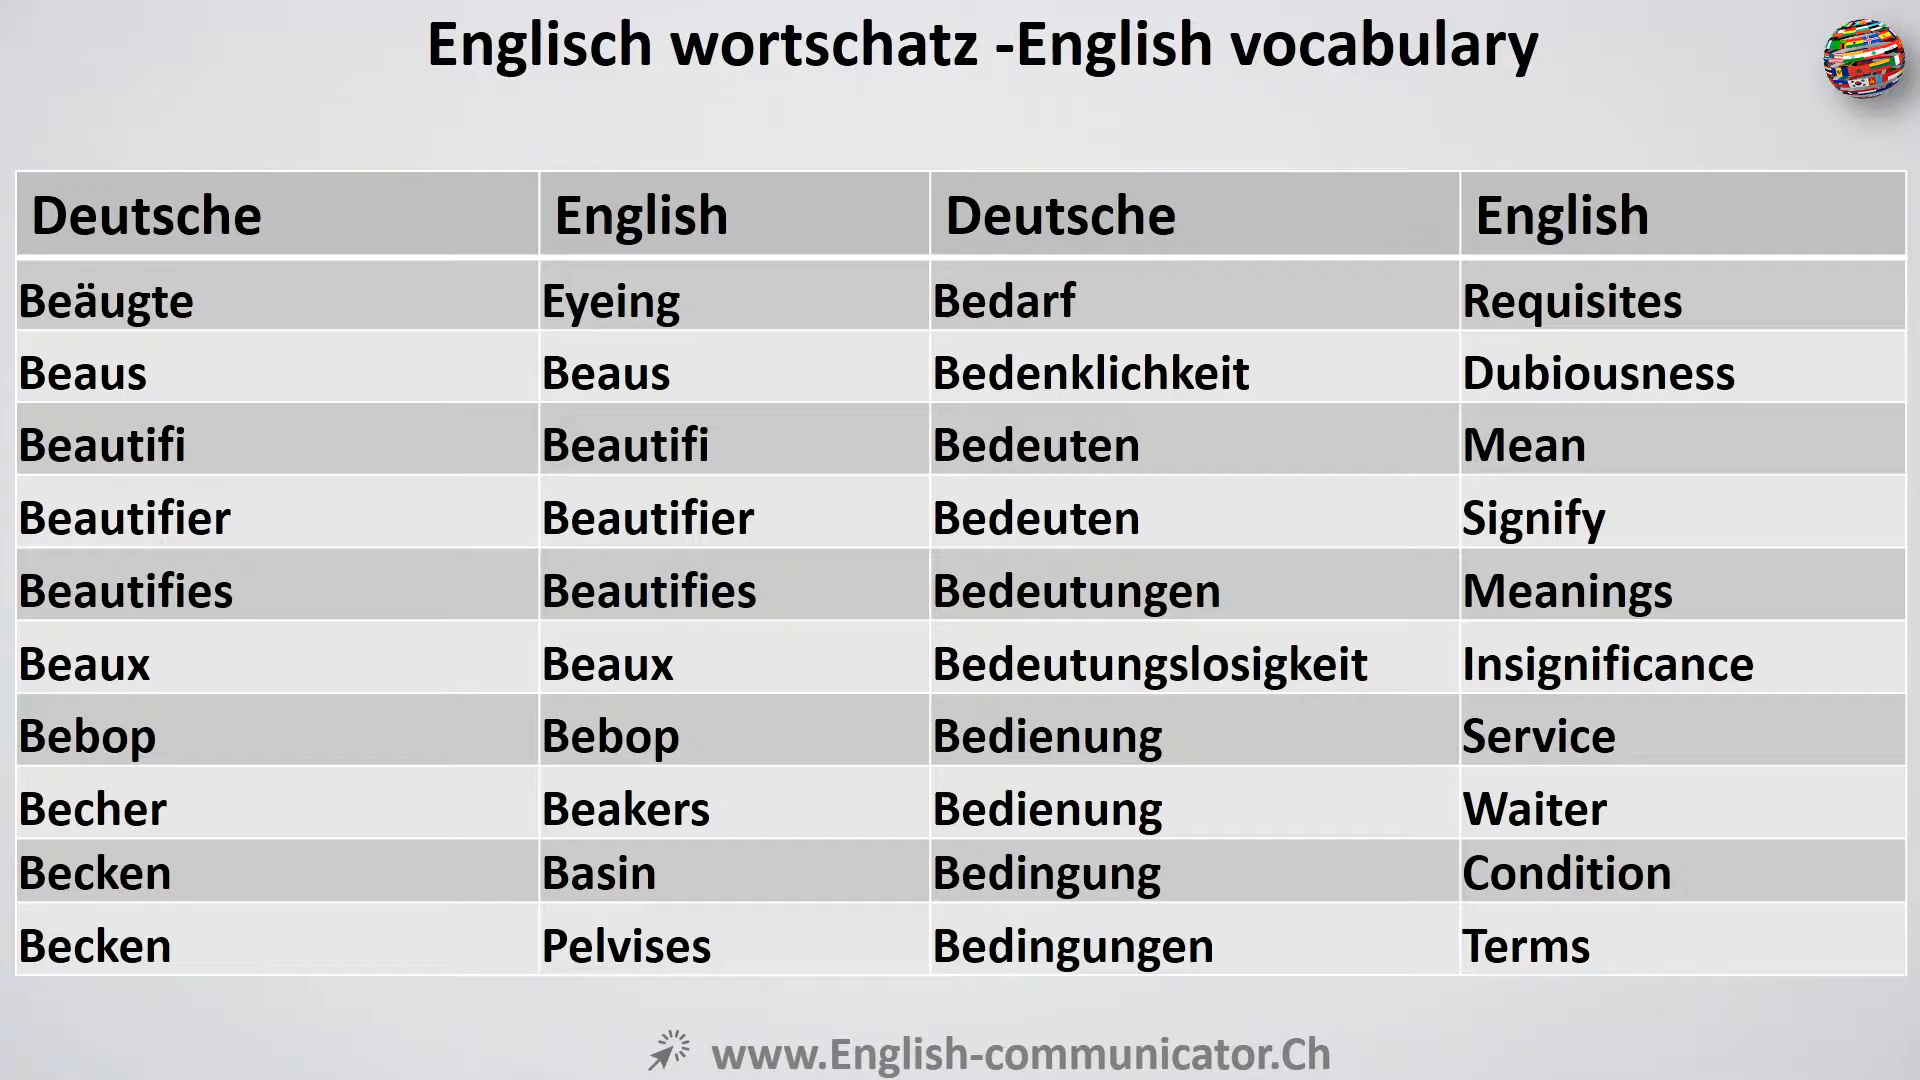 Englisch wortschatz -English vocabulary
Deutsche English Deutsche English
Beäugte Eyeing Bedarf Requisites
Beaus Beaus Bedenklichkeit Dubiousness
Beautifi Beautifi Bedeuten Mean
Beautifier Beautifier Bedeuten Signify
Beautifies Beautifies Bedeutungen Meanings
Beaux Beaux Bedeutungslosigkeit Insignificance
Bebop Bebop Bedienung Service
Becher Beakers Bedienung Waiter
Becken Basin Bedingung Condition
Becken Pelvises Bedingungen Terms
www.English-communicator.Ch